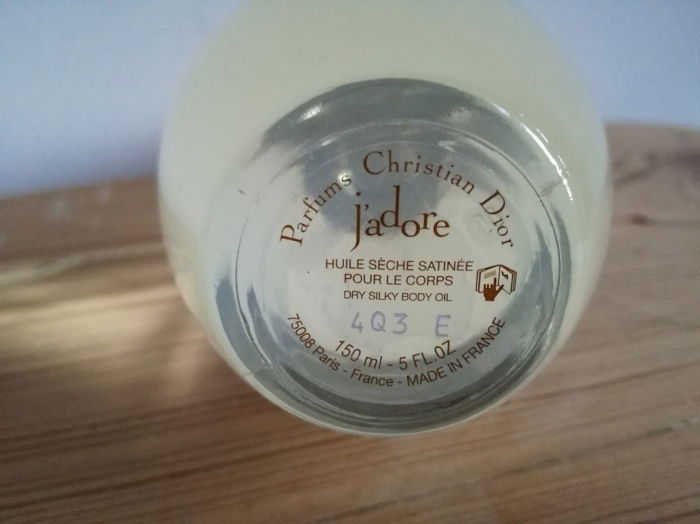 Parfums Christian Dior
j'adore
HUILE SÈCHE SATINÉE
POUR LE CORPS
DRY SILKY BODY OIL
4Q3 E
150 ml - 5 FL.OZ
75008 Paris - France - MADE IN FRANCE